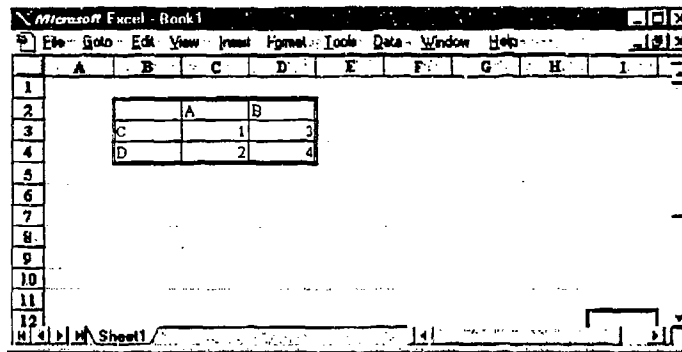 Microsoft Excel - Book1
File Goto Edit View Insert Format Tools Data Window Help
A B C D E F G H I
1
2 A B
3 C 1 3
4 D 2 4
5
6
7
8
9
10
11
12
Sheet1